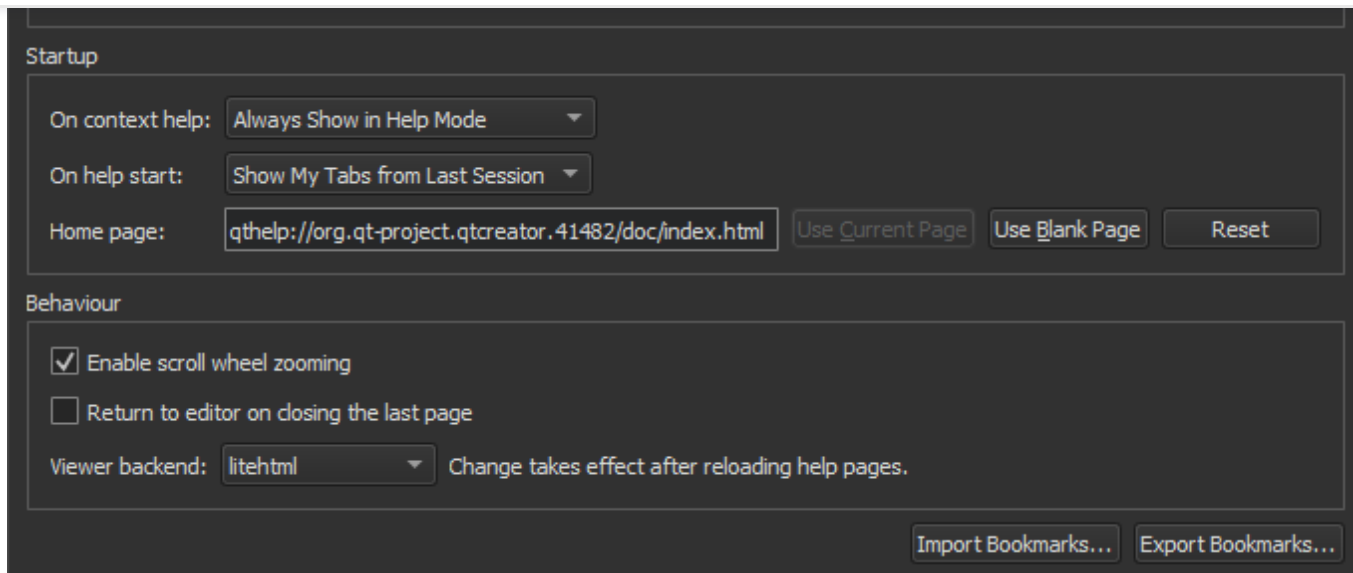 Startup
On context help: Always Show in Help Mode
On help start: Show My Tabs from Last Session
Home page: qthelp://org.qt-project.qtcreator.41482/doc/index.html Use Current Page Use Blank Page Reset
Behaviour
Enable scroll wheel zooming
Return to editor on closing the last page
Viewer backend: litehtml Change takes effect after reloading help pages.
Import Bookmarks... Export Bookmarks...